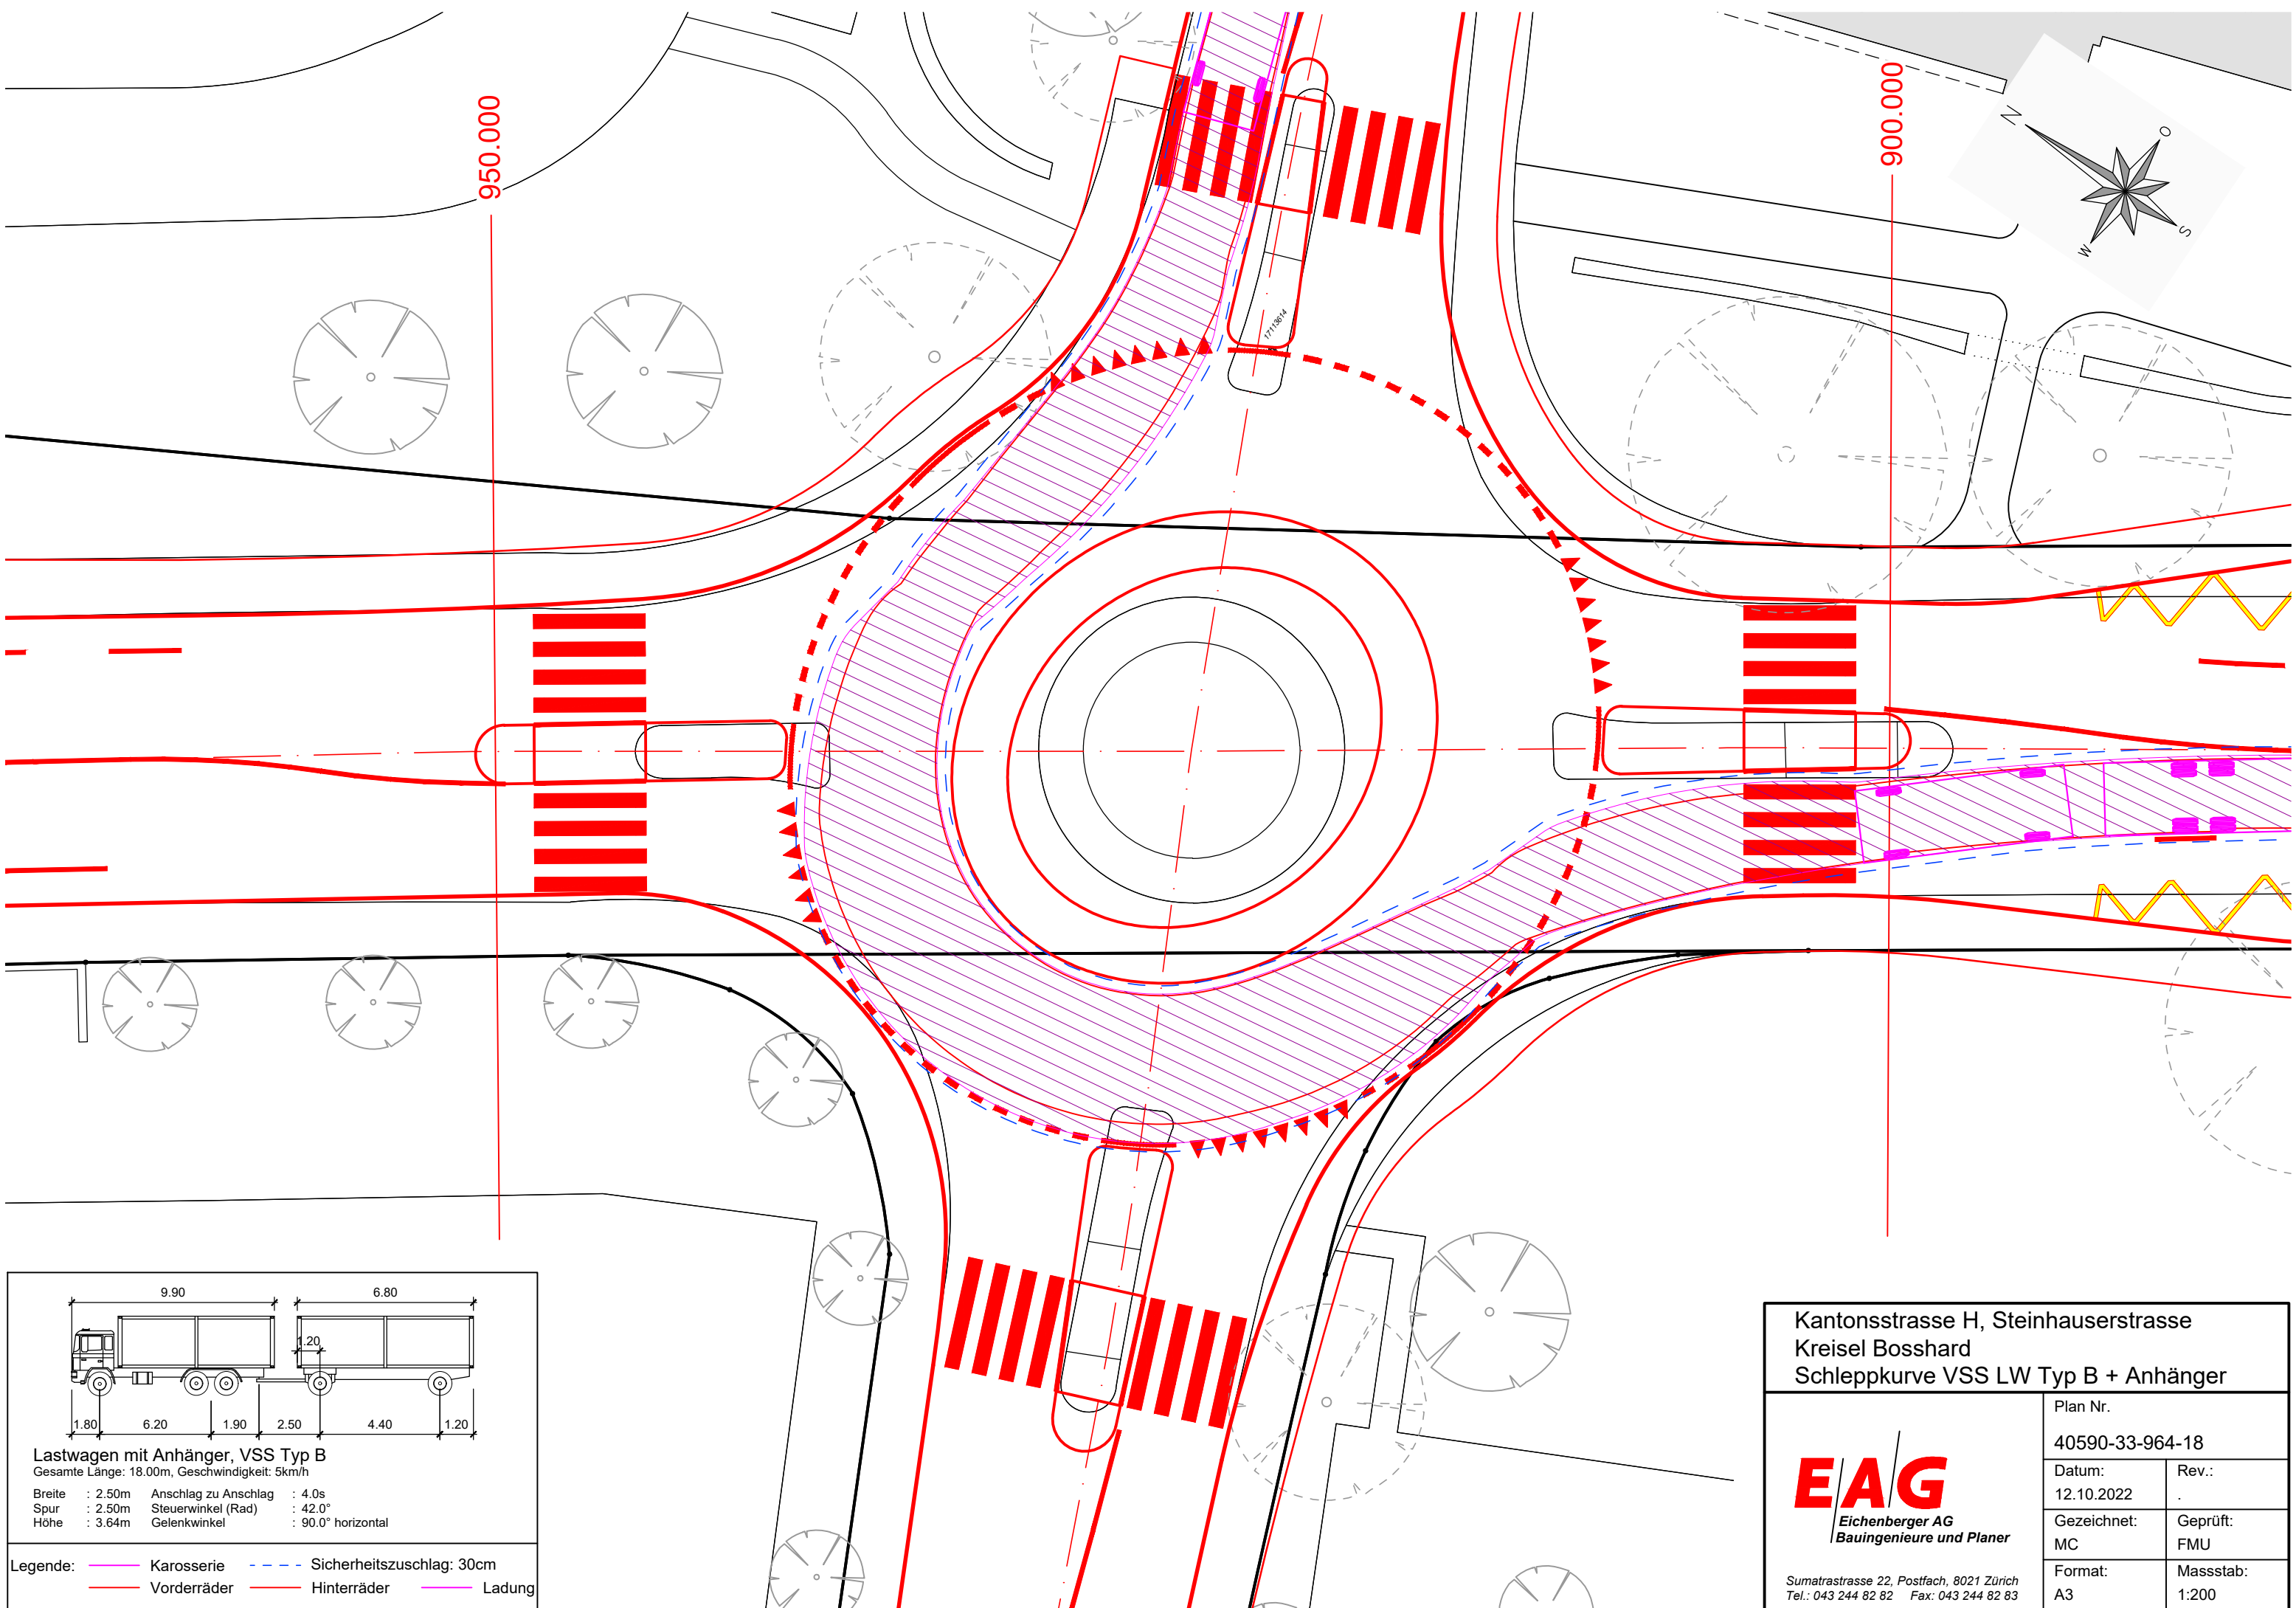 950.000
900.000
N
O
W
S
17113614
9.90
6.80
1.20
1.80
6.20
1.90
2.50
4.40
1.20
Lastwagen mit Anhänger, VSS Typ B
Gesamte Länge: 18.00m, Geschwindigkeit: 5km/h
Breite : 2.50m Anschlag zu Anschlag : 4.0s
Spur : 2.50m Steuerwinkel (Rad) : 42.0°
Höhe : 3.64m Gelenkwinkel : 90.0° horizontal
Legende: Karosserie Sicherheitszuschlag: 30cm
Vorderräder Hinterräder Ladung
Kantonsstrasse H, Steinhauserstrasse
Kreisel Bosshard
Schleppkurve VSS LW Typ B + Anhänger
EAG
Eichenberger AG
Bauingenieure und Planer
Sumatrastrasse 22, Postfach, 8021 Zürich
Tel.: 043 244 82 82 Fax: 043 244 82 83
Plan Nr.
40590-33-964-18
Datum: Rev.:
12.10.2022 .
Gezeichnet: Geprüft:
MC FMU
Format: Massstab:
A3 1:200